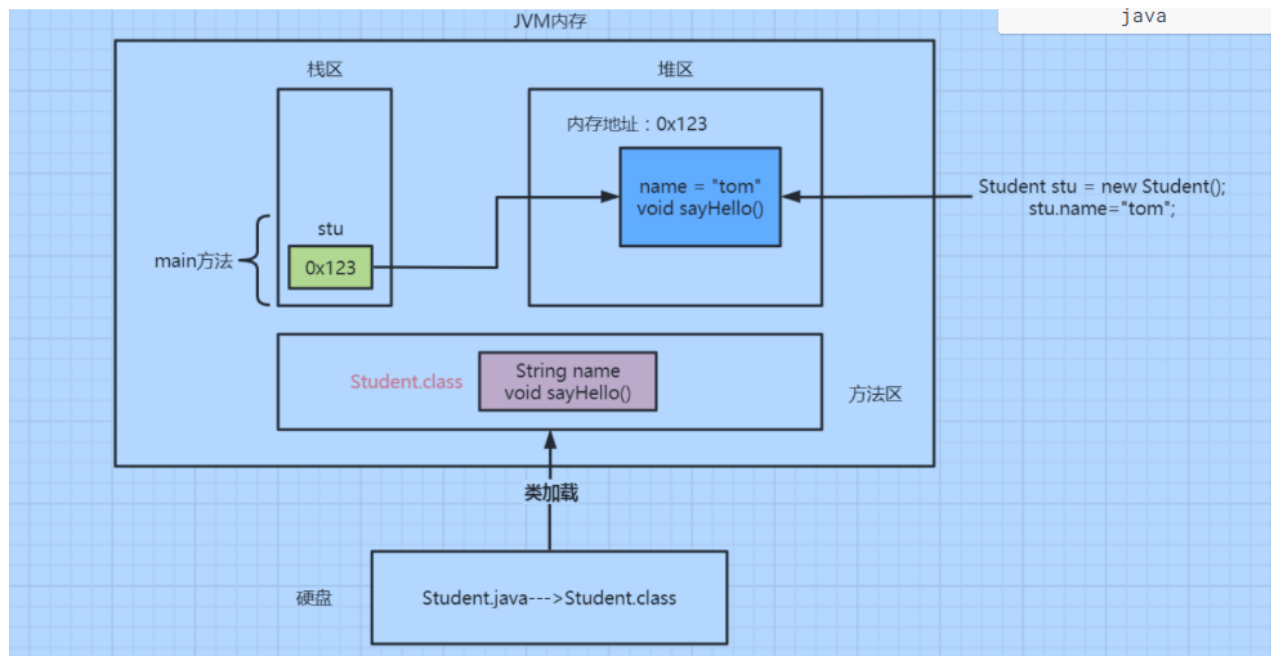 java
JVM内存
栈区
堆区
内存地址：0x123
name = "tom"
void sayHello()
Student stu = new Student();
stu.name="tom";
stu
main方法
0x123
Student.class
String name
void sayHello()
方法区
类加载
硬盘
Student.java--->Student.class